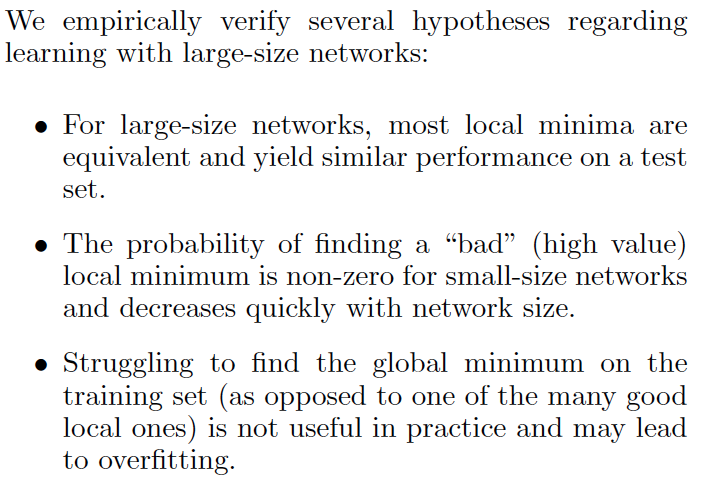 We empirically verify several hypotheses regarding
learning with large-size networks:
• For large-size networks, most local minima are
equivalent and yield similar performance on a test
set.
• The probability of finding a “bad” (high value)
local minimum is non-zero for small-size networks
and decreases quickly with network size.
• Struggling to find the global minimum on the
training set (as opposed to one of the many good
local ones) is not useful in practice and may lead
to overfitting.